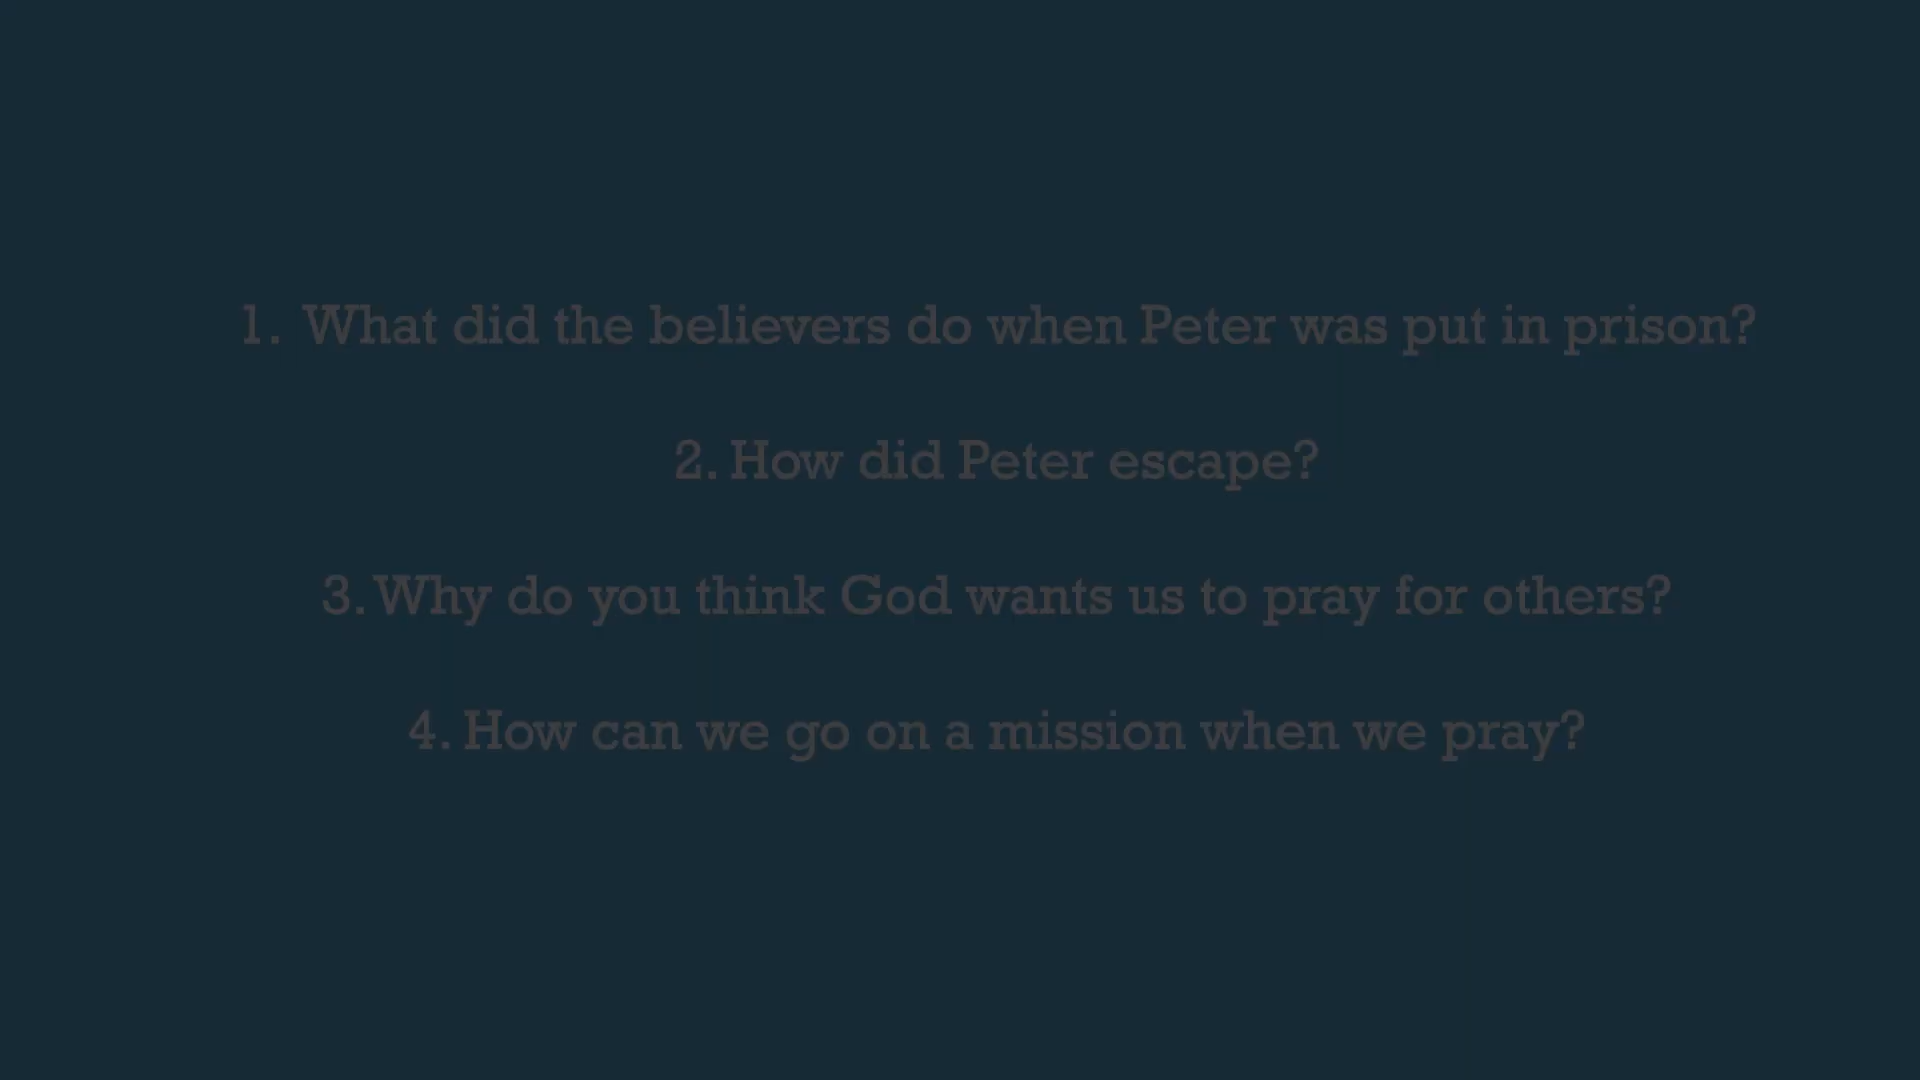 1. What did the believers do when Peter was put in prison?
2. How did Peter escape?
3. Why do you think God wants us to pray for others?
4. How can we go on a mission when we pray?